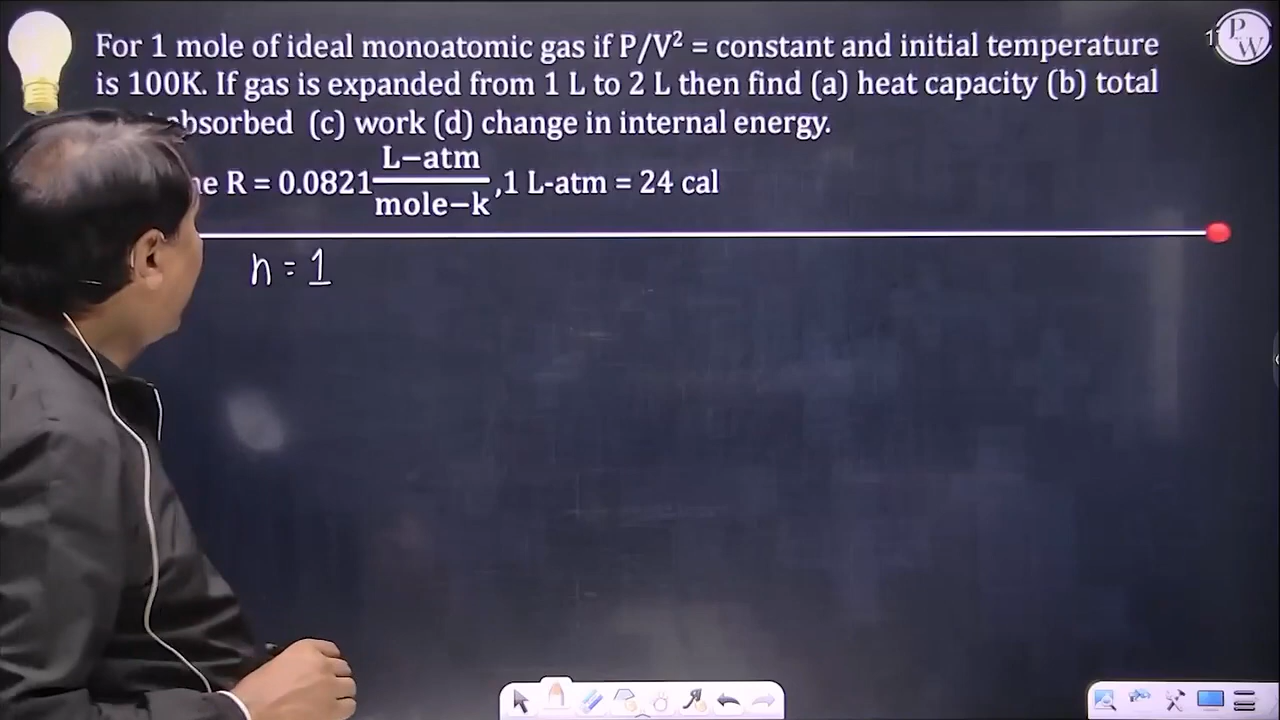 For 1 mole of ideal monoatomic gas if P/V² = constant and initial temperature
is 100K. If gas is expanded from 1 L to 2 L then find (a) heat capacity (b) total
absorbed (c) work (d) change in internal energy.
R = 0.0821 L−atm/mole−k ,1 L-atm = 24 cal
n = 1
PW